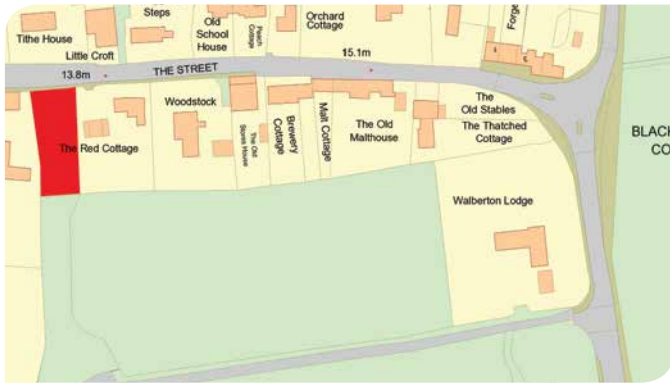 Steps
Tithe House
Little Croft
Old
School
House
Peach
Cottage
Orchard
Cottage
Forge
13.8m
THE STREET
15.1m
Woodstock
The Red Cottage
The Old
Stores House
Brewery
Cottage
Malt Cottage
The Old
Malthouse
The
Old Stables
The Thatched
Cottage
BLACK
CO
Walberton Lodge